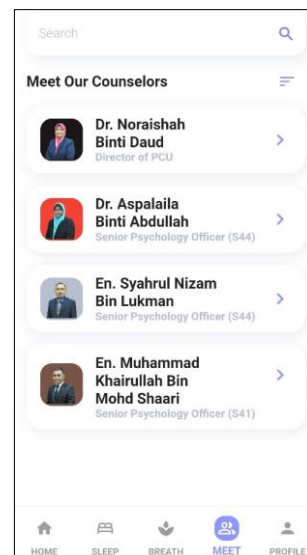 Search
Meet Our Counselors
Dr. Noraishah
Binti Daud
Director of PCU
Dr. Aspalaila
Binti Abdullah
Senior Psychology Officer (S44)
En. Syahrul Nizam
Bin Lukman
Senior Psychology Officer (S44)
En. Muhammad
Khairullah Bin
Mohd Shaari
Senior Psychology Officer (S41)
HOME SLEEP BREATH MEET PROFILE